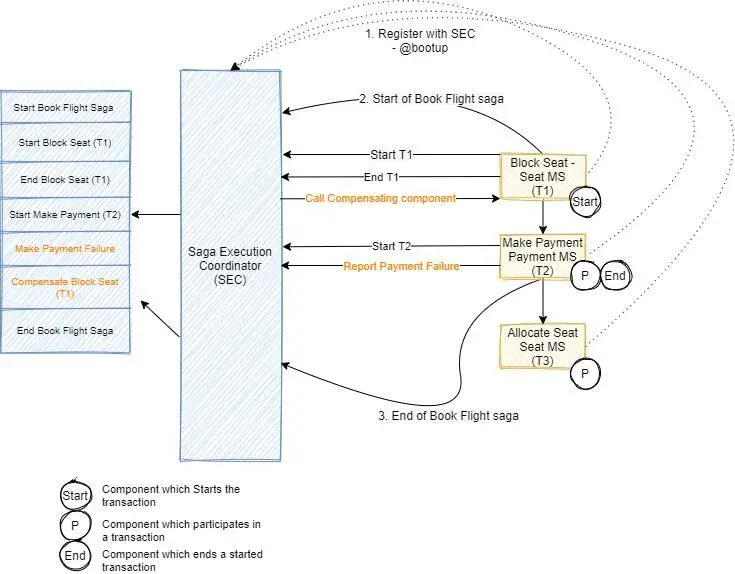 1. Register with SEC
- @bootup
2. Start of Book Flight saga
Start Book Flight Saga
Start Block Seat (T1)
End Block Seat (T1)
Start Make Payment (T2)
Make Payment Failure
Compensate Block Seat
(T1)
End Book Flight Saga
Saga Execution
Coordinator
(SEC)
Start T1
End T1
Call Compensating component
Start T2
Report Payment Failure
Block Seat -
Seat MS
(T1)
Start
Make Payment
Payment MS
(T2)
P
End
Allocate Seat
Seat MS
(T3)
P
3. End of Book Flight saga
Start
Component which Starts the
transaction
P
Component which participates in
a transaction
End
Component which ends a started
transaction